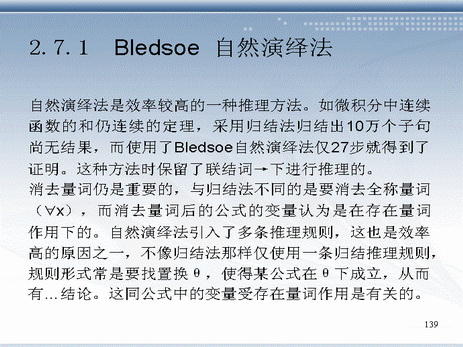 2.7.1 Bledsoe 自然演绎法
自然演绎法是效率较高的一种推理方法。如微积分中连续
函数的和仍连续的定理，采用归结法归结出10万个子句
尚无结果，而使用了Bledsoe自然演绎法仅27步就得到了
证明。这种方法时保留了联结词→下进行推理的。
消去量词仍是重要的，与归结法不同的是要消去全称量词
（∀x），而消去量词后的公式的变量认为是在存在量词
作用下的。自然演绎法引入了多条推理规则，这也是效率
高的原因之一，不像归结法那样仅使用一条归结推理规则，
规则形式常是要找置换θ，使得某公式在θ下成立，从而
有…结论。这同公式中的变量受存在量词作用是有关的。
139